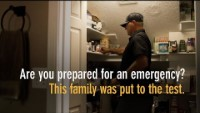 Are you prepared for an emergency?
This family was put to the test.